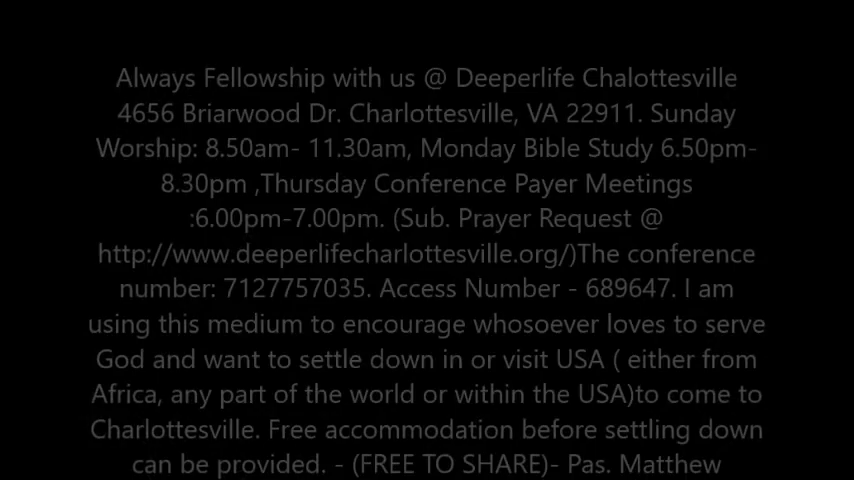 Always Fellowship with us @ Deeperlife Chalottesville
4656 Briarwood Dr. Charlottesville, VA 22911. Sunday
Worship: 8.50am- 11.30am, Monday Bible Study 6.50pm-
8.30pm ,Thursday Conference Payer Meetings
:6.00pm-7.00pm. (Sub. Prayer Request @
http://www.deeperlifecharlottesville.org/)The conference
number: 7127757035. Access Number - 689647. I am
using this medium to encourage whosoever loves to serve
God and want to settle down in or visit USA ( either from
Africa, any part of the world or within the USA)to come to
Charlottesville. Free accommodation before settling down
can be provided. - (FREE TO SHARE)- Pas. Matthew